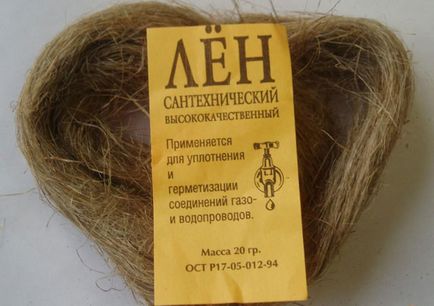 ЛЁН
САНТЕХНИЧЕСКИЙ
ВЫСОКОКАЧЕСТВЕННЫЙ
Применяется
для уплотнения
и
герметизации
соединений газо-
и водопроводов.
Масса 20 гр.
ОСТ Р17-05-012-94